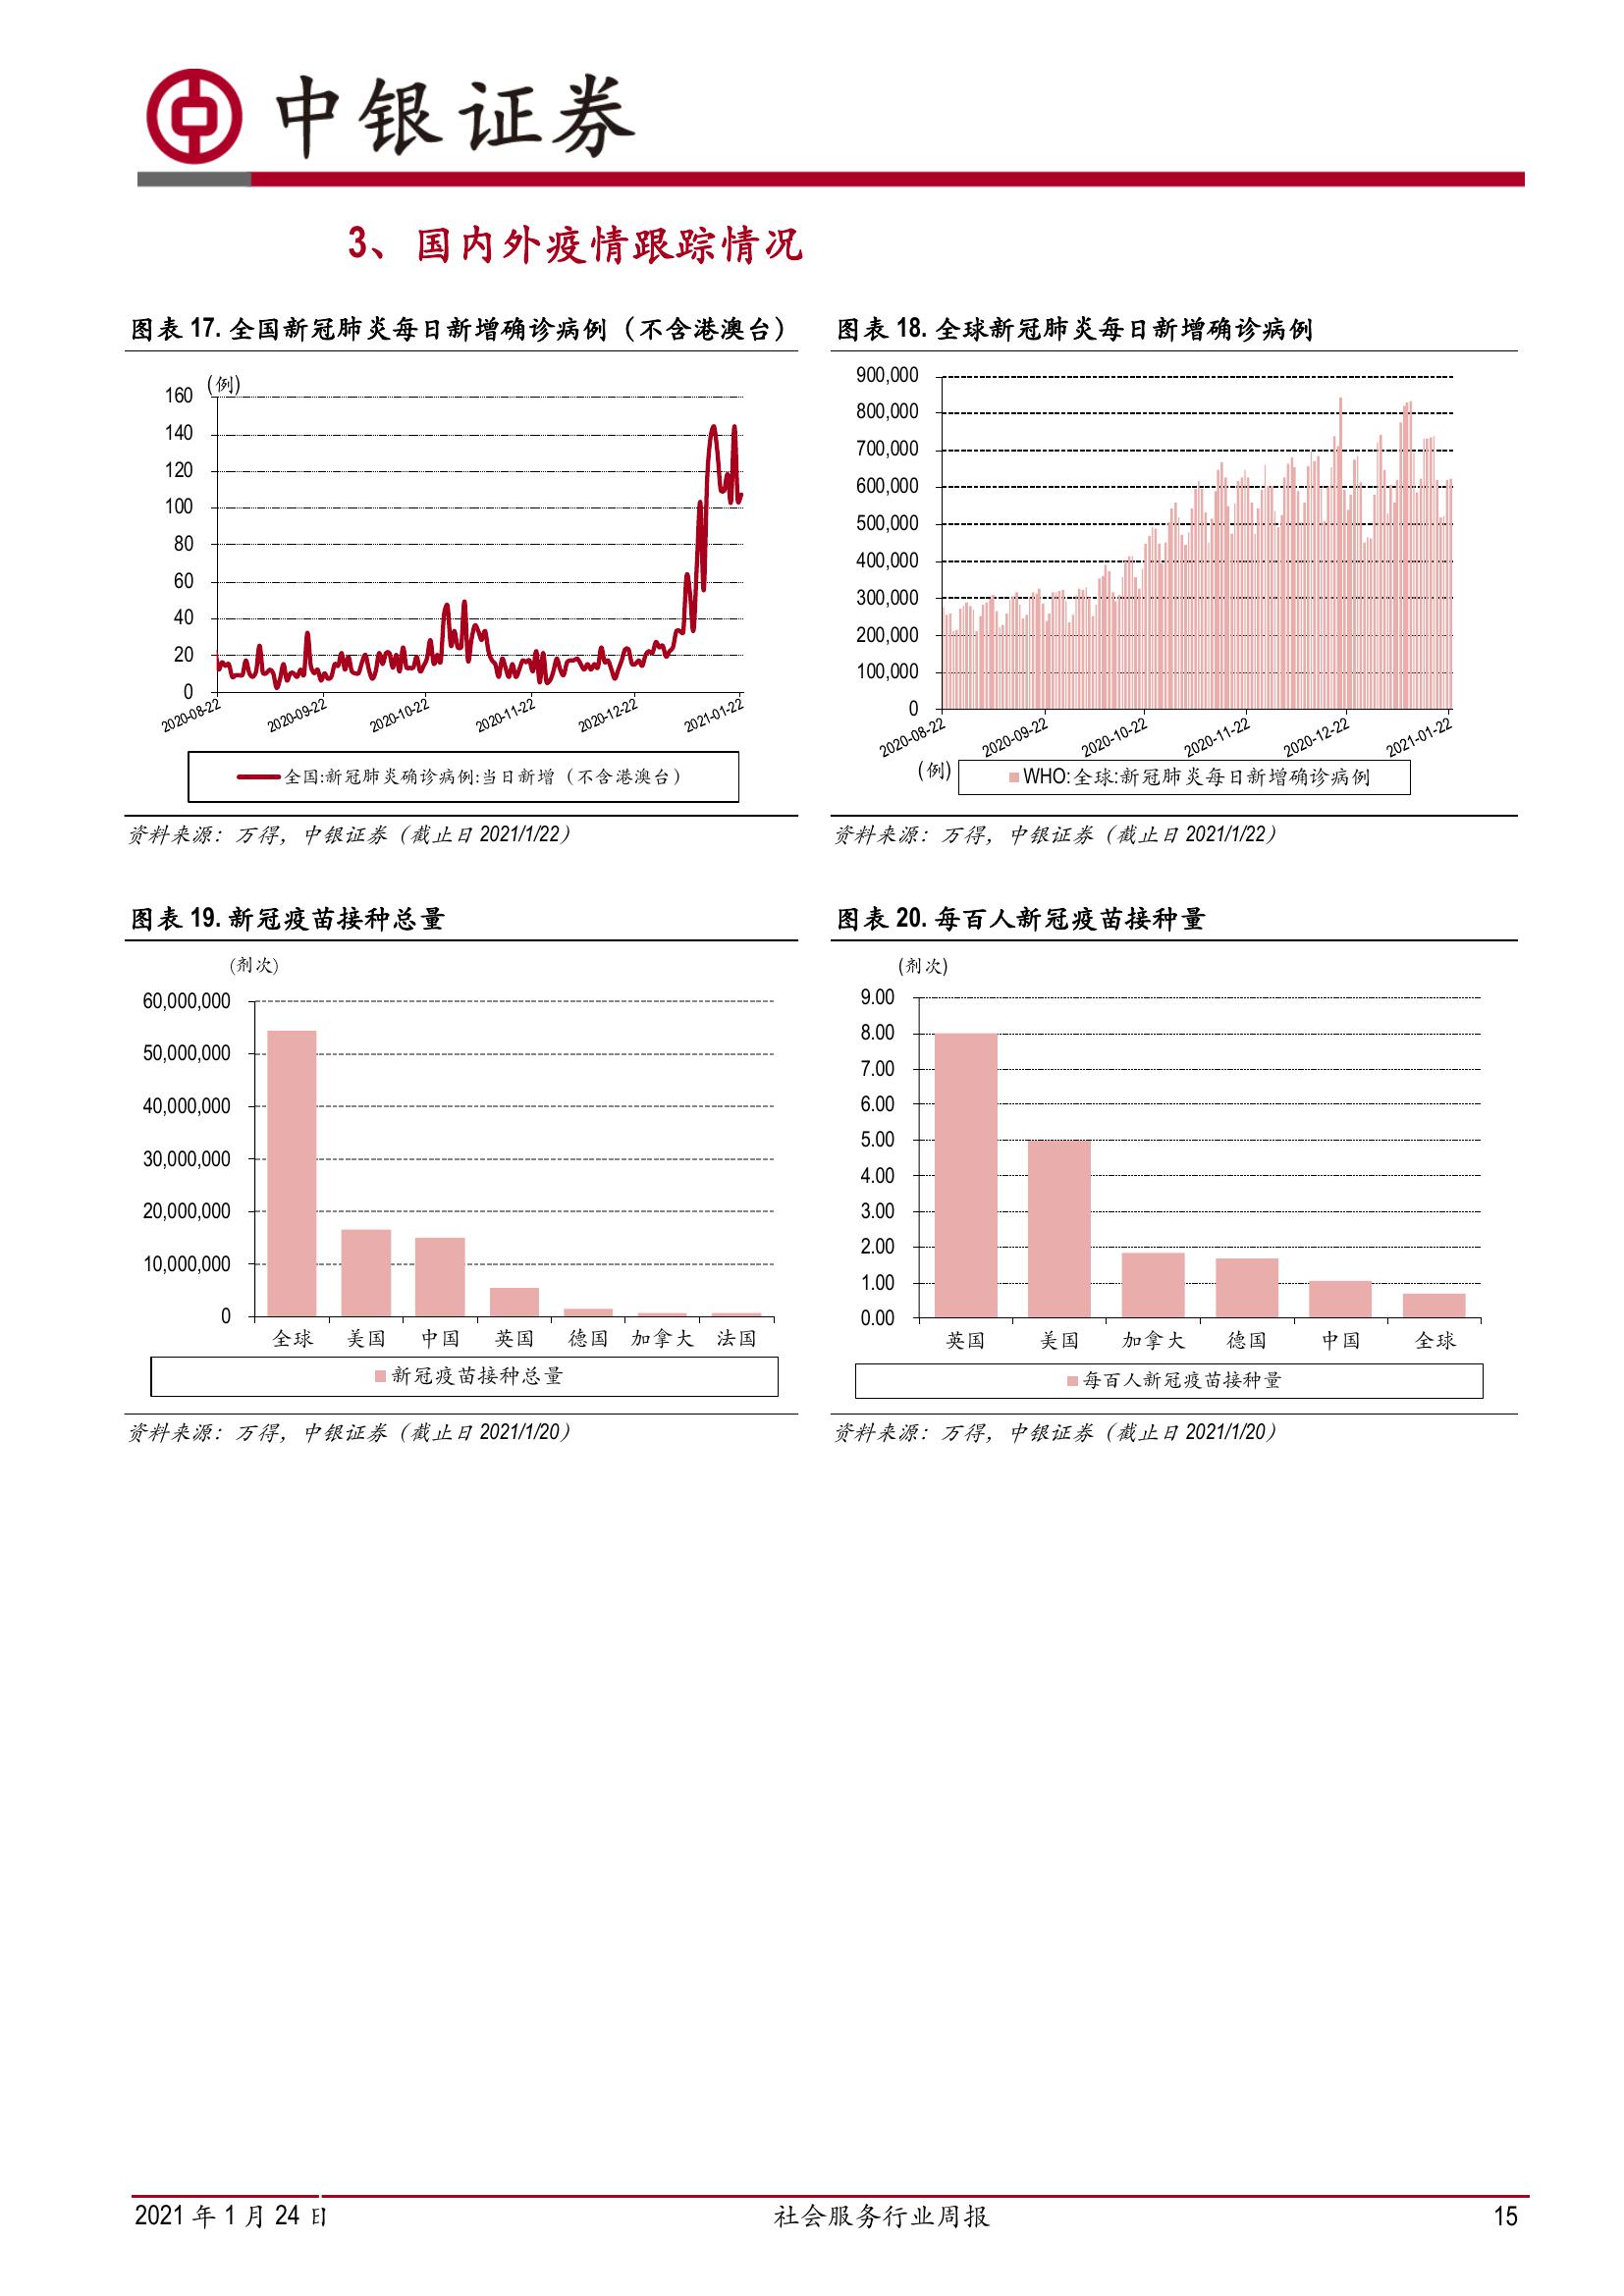 中银证券
3、国内外疫情跟踪情况
图表 17. 全国新冠肺炎每日新增确诊病例（不含港澳台）
(例)
160
140
120
100
80
60
40
20
0
2020-08-22
2020-09-22
2020-10-22
2020-11-22
2020-12-22
2021-01-22
全国:新冠肺炎确诊病例:当日新增（不含港澳台）
资料来源：万得，中银证券（截止日 2021/1/22）
图表 18. 全球新冠肺炎每日新增确诊病例
900,000
800,000
700,000
600,000
500,000
400,000
300,000
200,000
100,000
0
2020-08-22
2020-09-22
2020-10-22
2020-11-22
2020-12-22
2021-01-22
(例)
WHO:全球:新冠肺炎每日新增确诊病例
资料来源：万得，中银证券（截止日 2021/1/22）
图表 19. 新冠疫苗接种总量
(剂次)
60,000,000
50,000,000
40,000,000
30,000,000
20,000,000
10,000,000
0
全球 美国 中国 英国 德国 加拿大 法国
新冠疫苗接种总量
资料来源：万得，中银证券（截止日 2021/1/20）
图表 20. 每百人新冠疫苗接种量
(剂次)
9.00
8.00
7.00
6.00
5.00
4.00
3.00
2.00
1.00
0.00
英国 美国 加拿大 德国 中国 全球
每百人新冠疫苗接种量
资料来源：万得，中银证券（截止日 2021/1/20）
2021 年 1 月 24 日 社会服务行业周报 15